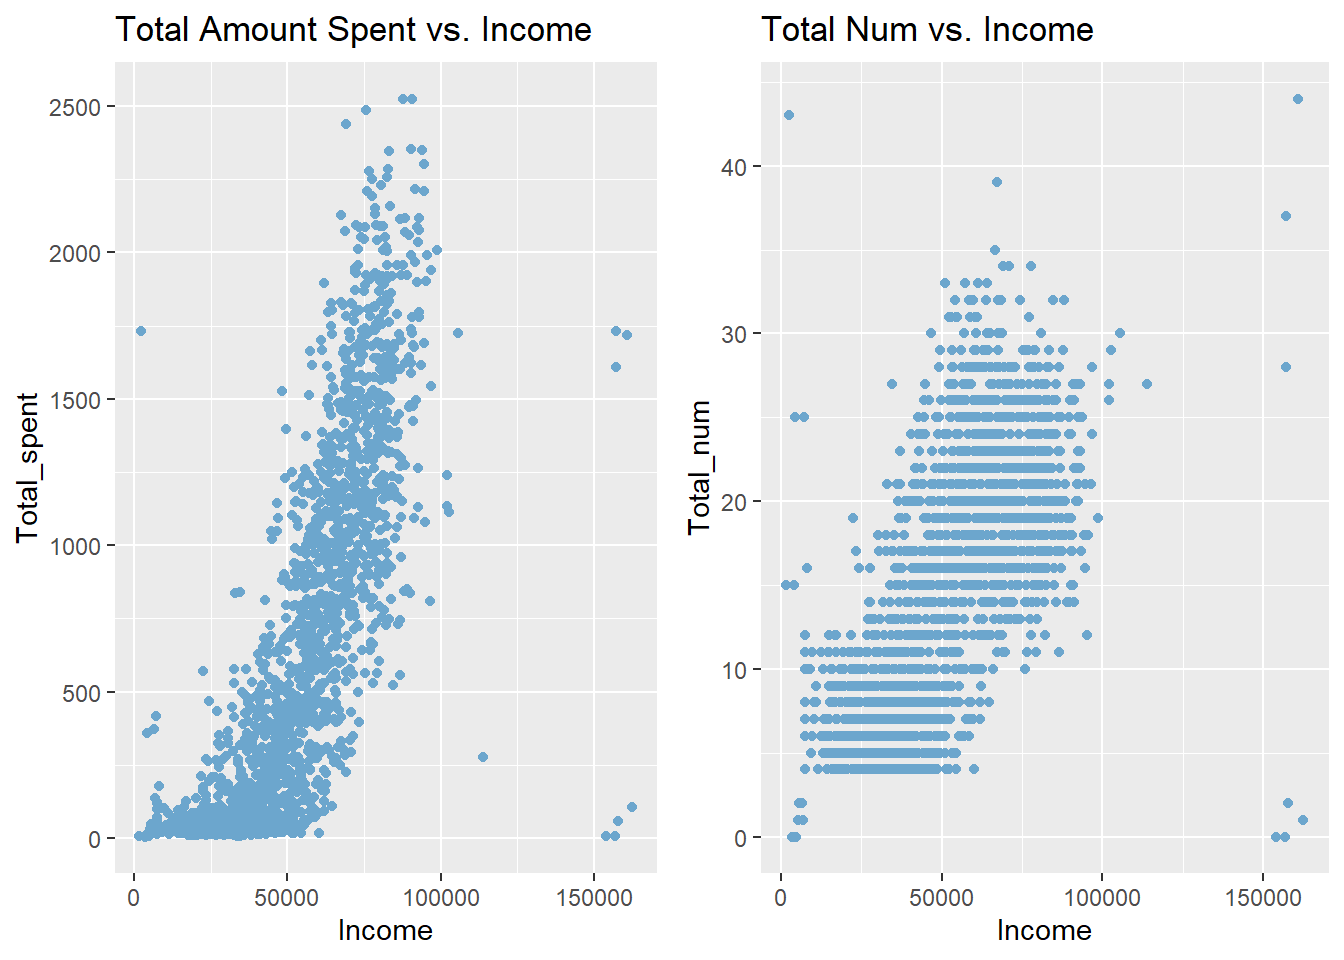 Total Amount Spent vs. Income
Total_spent
2500
2000
1500
1000
500
0
0 50000 100000 150000
Income
Total Num vs. Income
Total_num
40
30
20
10
0
0 50000 100000 150000
Income